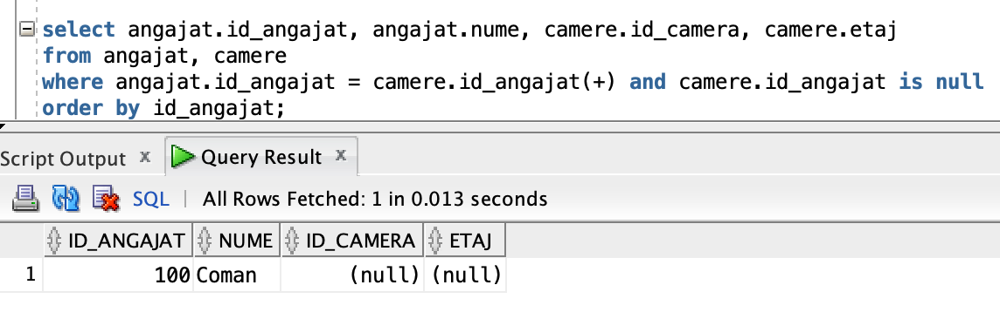 select angajat.id_angajat, angajat.nume, camere.id_camera, camere.etaj
from angajat, camere
where angajat.id_angajat = camere.id_angajat(+) and camere.id_angajat is null
order by id_angajat;
Script Output x Query Result x
SQL | All Rows Fetched: 1 in 0.013 seconds
ID_ANGAJAT NUME ID_CAMERA ETAJ
1 100 Coman (null) (null)